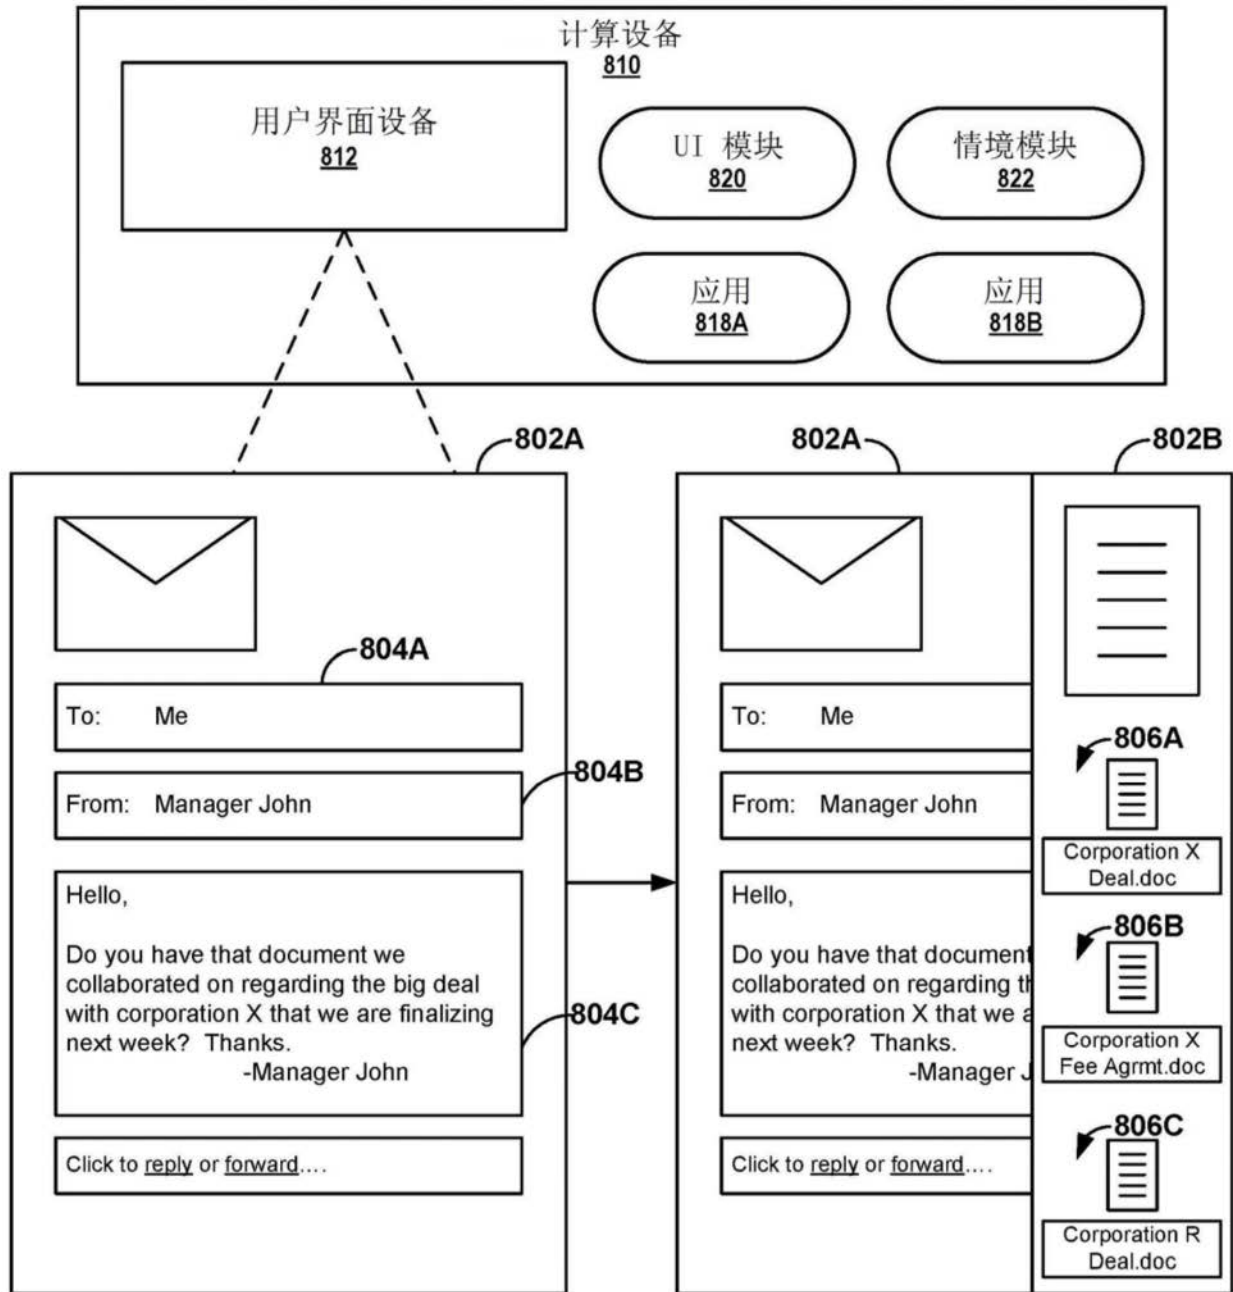 计算设备
810
用户界面设备
812
UI 模块
820
情境模块
822
应用
818A
应用
818B
802A
802A
802B
804A
To: Me
804B
From: Manager John
Hello,
Do you have that document we
collaborated on regarding the big deal
with corporation X that we are finalizing
next week? Thanks.
-Manager John
804C
Click to reply or forward....
To: Me
From: Manager John
Hello,
Do you have that document
collaborated on regarding th
with corporation X that we a
next week? Thanks.
-Manager J
Click to reply or forward....
806A
Corporation X
Deal.doc
806B
Corporation X
Fee Agrmt.doc
806C
Corporation R
Deal.doc